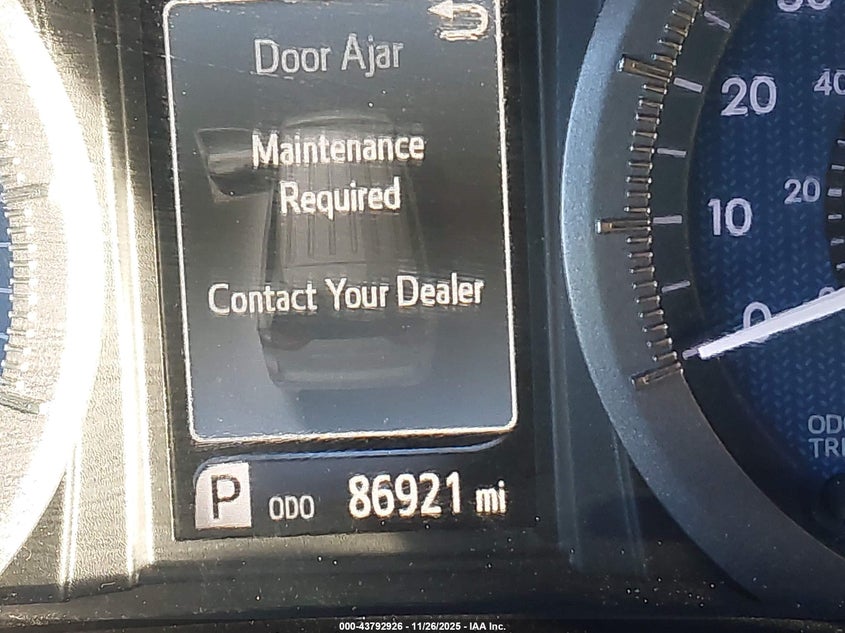 Door Ajar
Maintenance
Required
Contact Your Dealer
P ODO 86921 mi
20
10
0
40
20
000-43792926 - 11/26/2025 - IAA Inc.